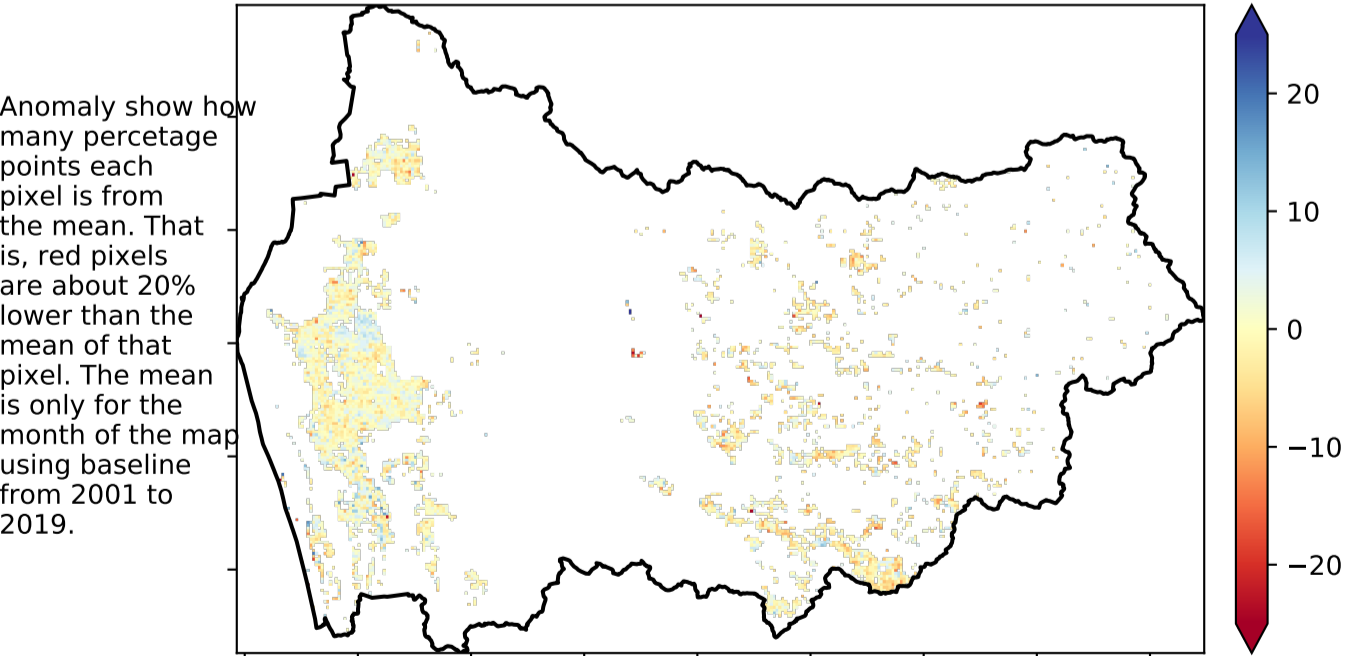 Anomaly show how
many percetage
points each
pixel is from
the mean. That
is, red pixels
are about 20%
lower than the
mean of that
pixel. The mean
is only for the
month of the map
using baseline
from 2001 to
2019.
20
10
0
−10
−20